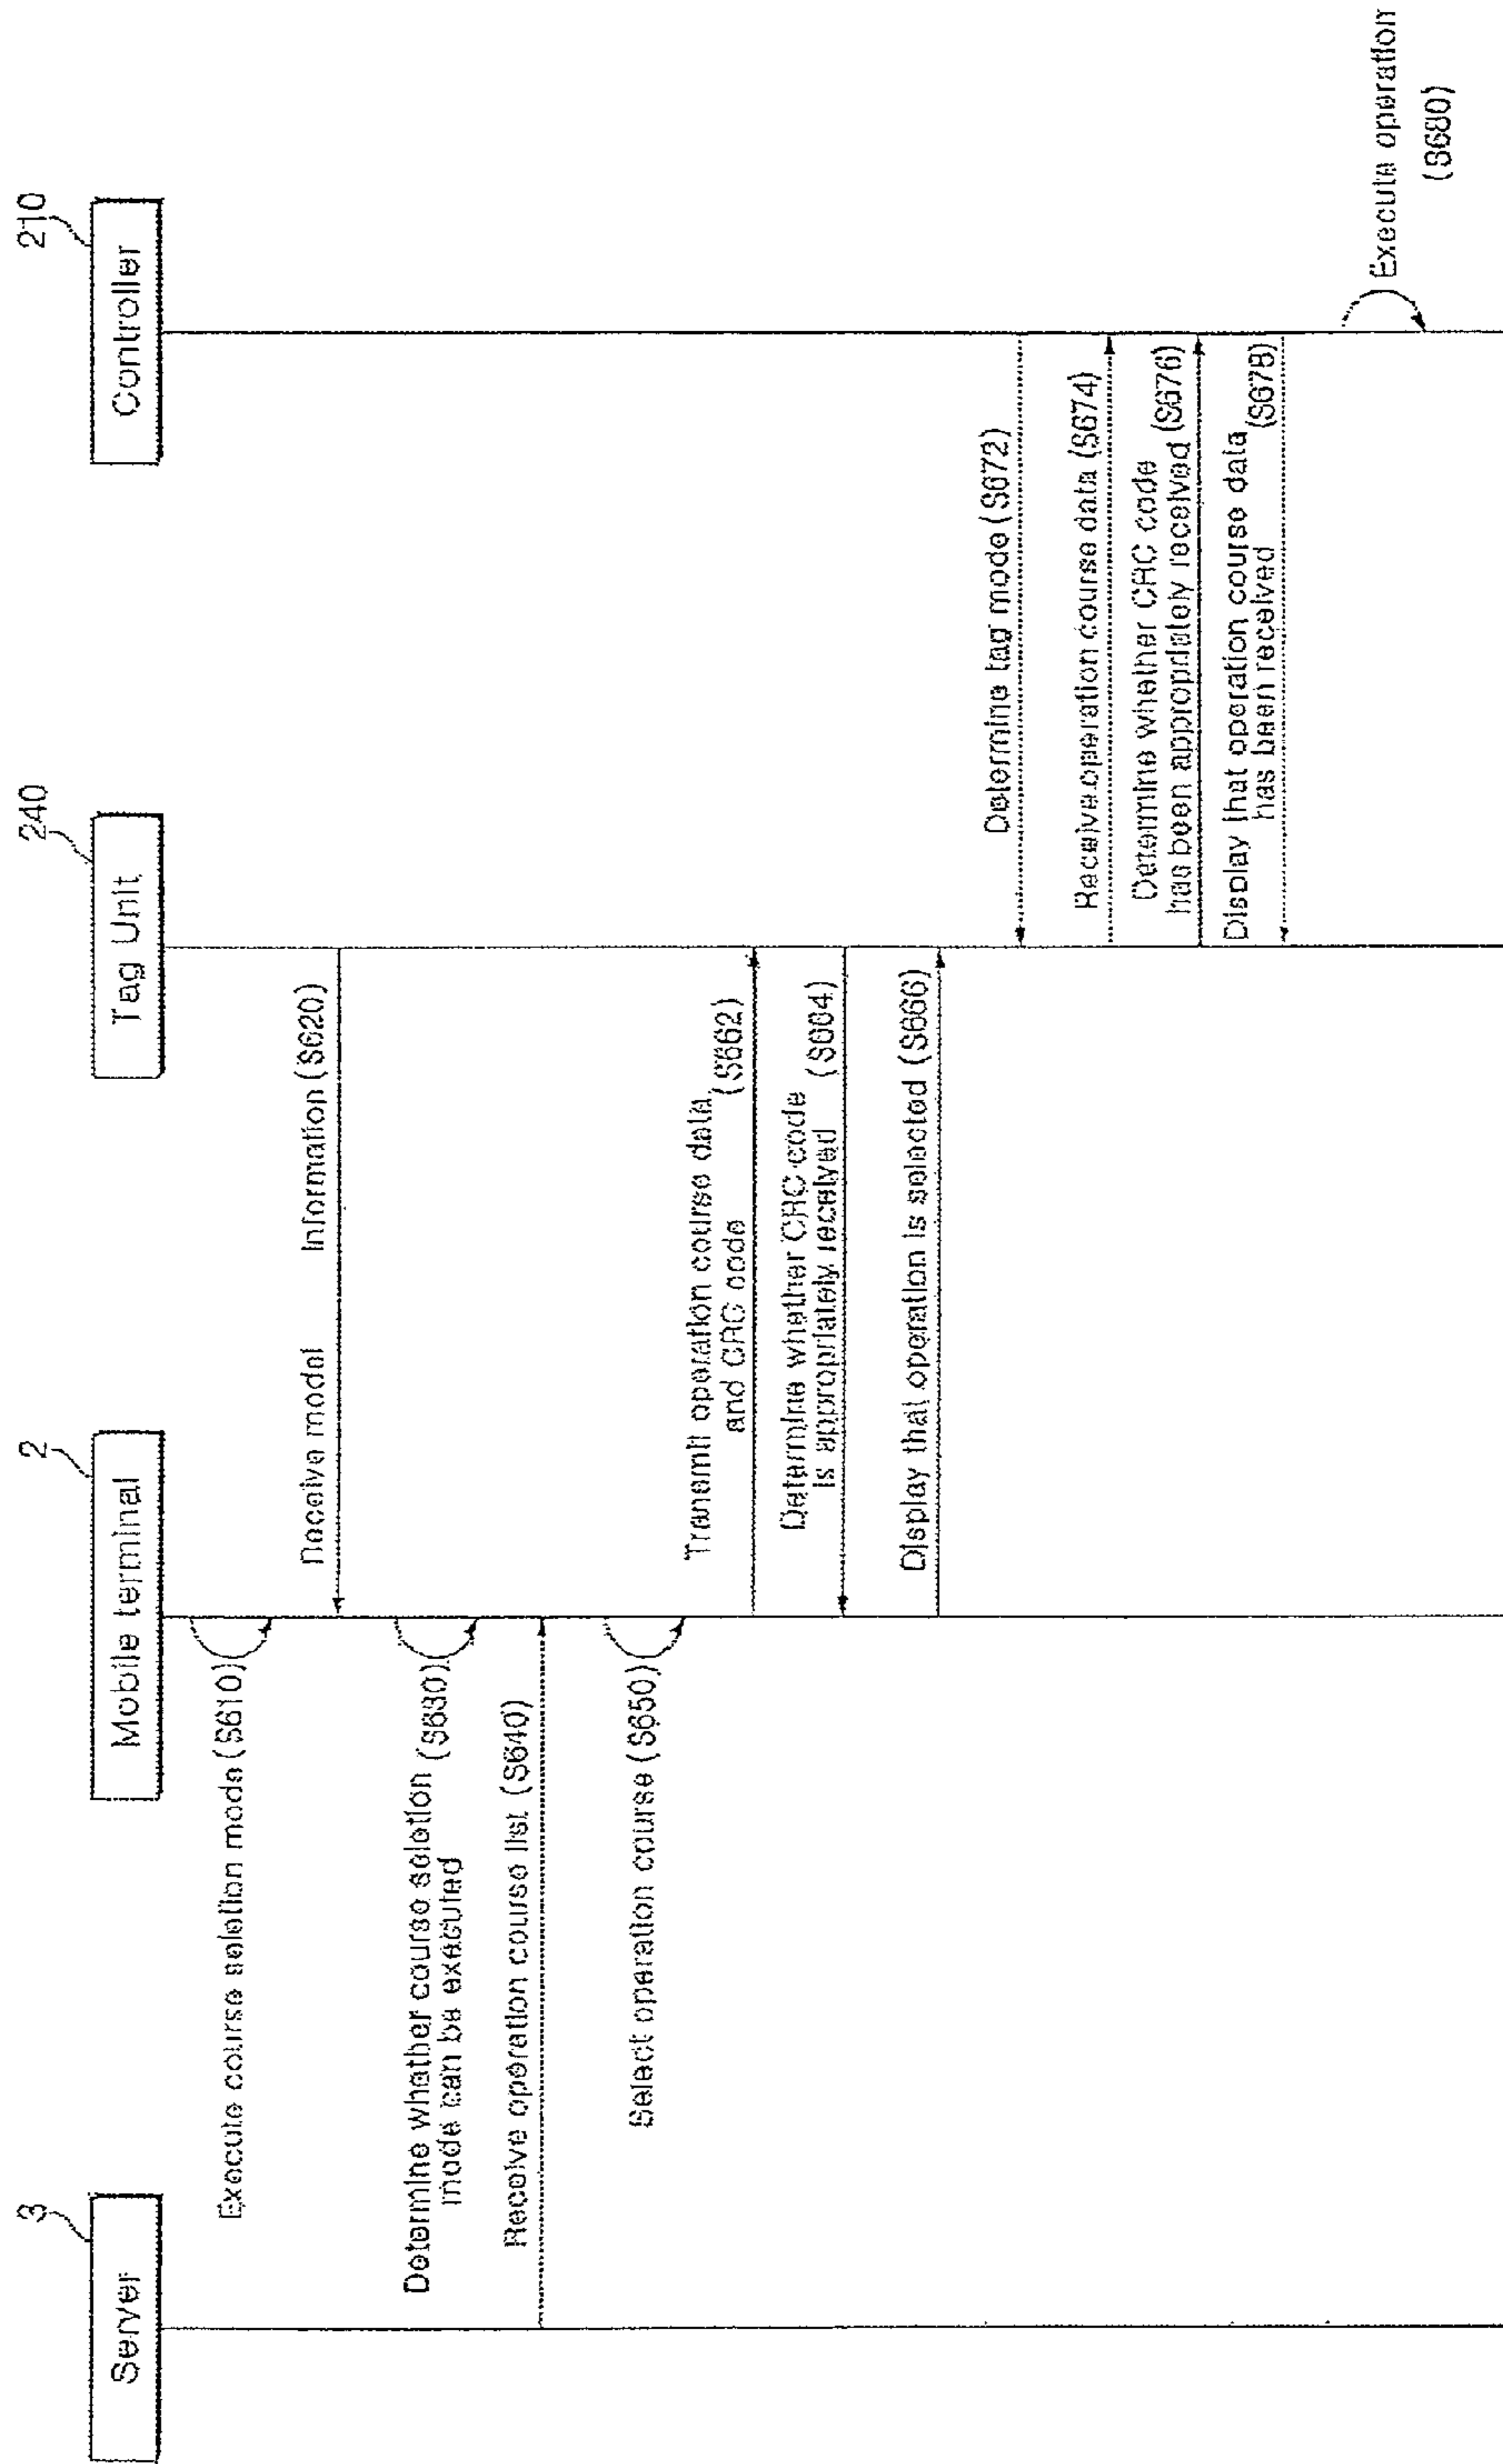 Server
3
Mobile terminal
2
Tag Unit
240
Controller
210
Execute course seletion mode (S610)
Receive model Information (S620)
Determine whether course seletion (S630)
mode can be executed
Receive operation course list (S640)
Select operation course (S650)
Transmit operation course data
and CRC code (S662)
Determine whether CRC code
is appropriately received (S664)
Display that operation is selected (S666)
Determine tag mode (S672)
Receive operation course data (S674)
Determine whether CRC code
has been appropriately received (S676)
Display that operation course data
has been received (S678)
Execute operation
(S680)